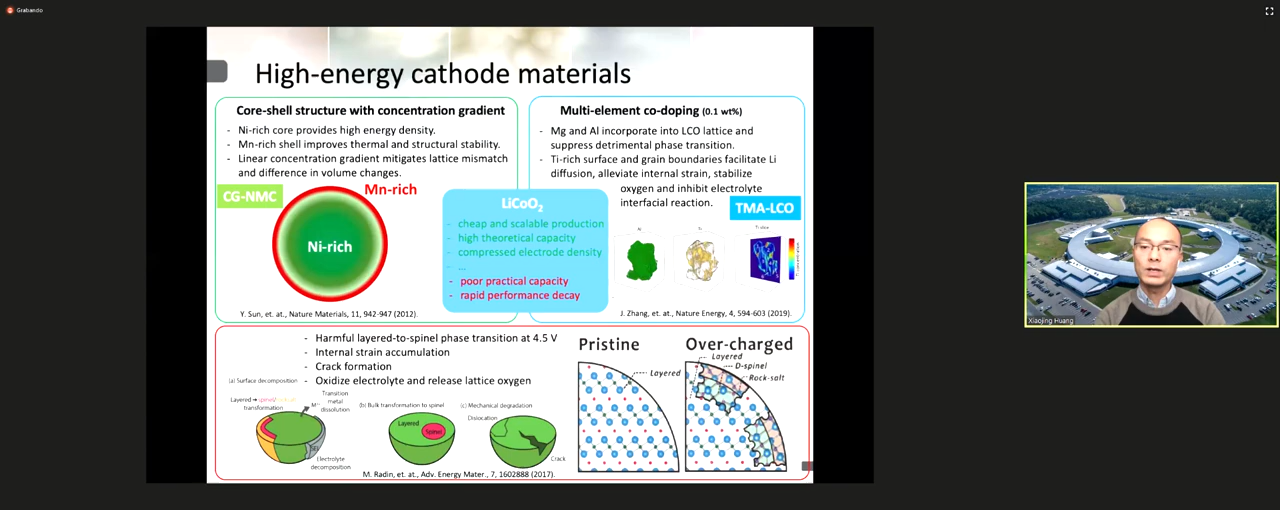 Grabando
High-energy cathode materials
Core-shell structure with concentration gradient
- Ni-rich core provides high energy density.
- Mn-rich shell improves thermal and structural stability.
- Linear concentration gradient mitigates lattice mismatch
and difference in volume changes.
CG-NMC
Mn-rich
Ni-rich
Y. Sun, et. at., Nature Materials, 11, 942-947 (2012).
Multi-element co-doping (0.1 wt%)
- Mg and Al incorporate into LCO lattice and
suppress detrimental phase transition.
- Ti-rich surface and grain boundaries facilitate Li
diffusion, alleviate internal strain, stabilize
oxygen and inhibit electrolyte
interfacial reaction.
TMA-LCO
Ti slice
J. Zhang, et. at., Nature Energy, 4, 594-603 (2019).
LiCoO2
- cheap and scalable production
- high theoretical capacity
- compressed electrode density
- ...
- poor practical capacity
- rapid performance decay
- Harmful layered-to-spinel phase transition at 4.5 V
- Internal strain accumulation
- Crack formation
- Oxidize electrolyte and release lattice oxygen
(a) Surface decomposition
Layered → spinel/
transformation
Transition
metal
dissolution
SEI
Electrolyte
decomposition
(b) Bulk transformation to spinel
Layered
Spinel
(c) Mechanical degradation
Dislocation
Crack
M. Radin, et. at., Adv. Energy Mater., 7, 1602888 (2017).
Pristine
Layered
Over-charged
Layered
D-spinel
Rock-salt
Xiaojing Huang